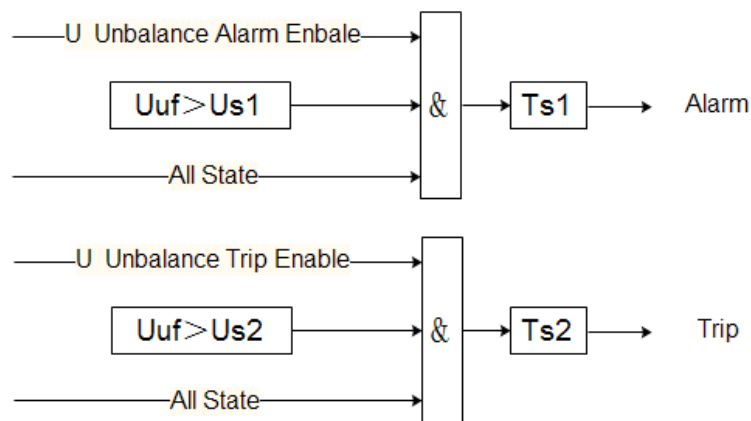 U Unbalance Alarm Enbale
Uuf>Us1
&
Ts1
Alarm
All State
U Unbalance Trip Enable
Uuf>Us2
&
Ts2
Trip
All State